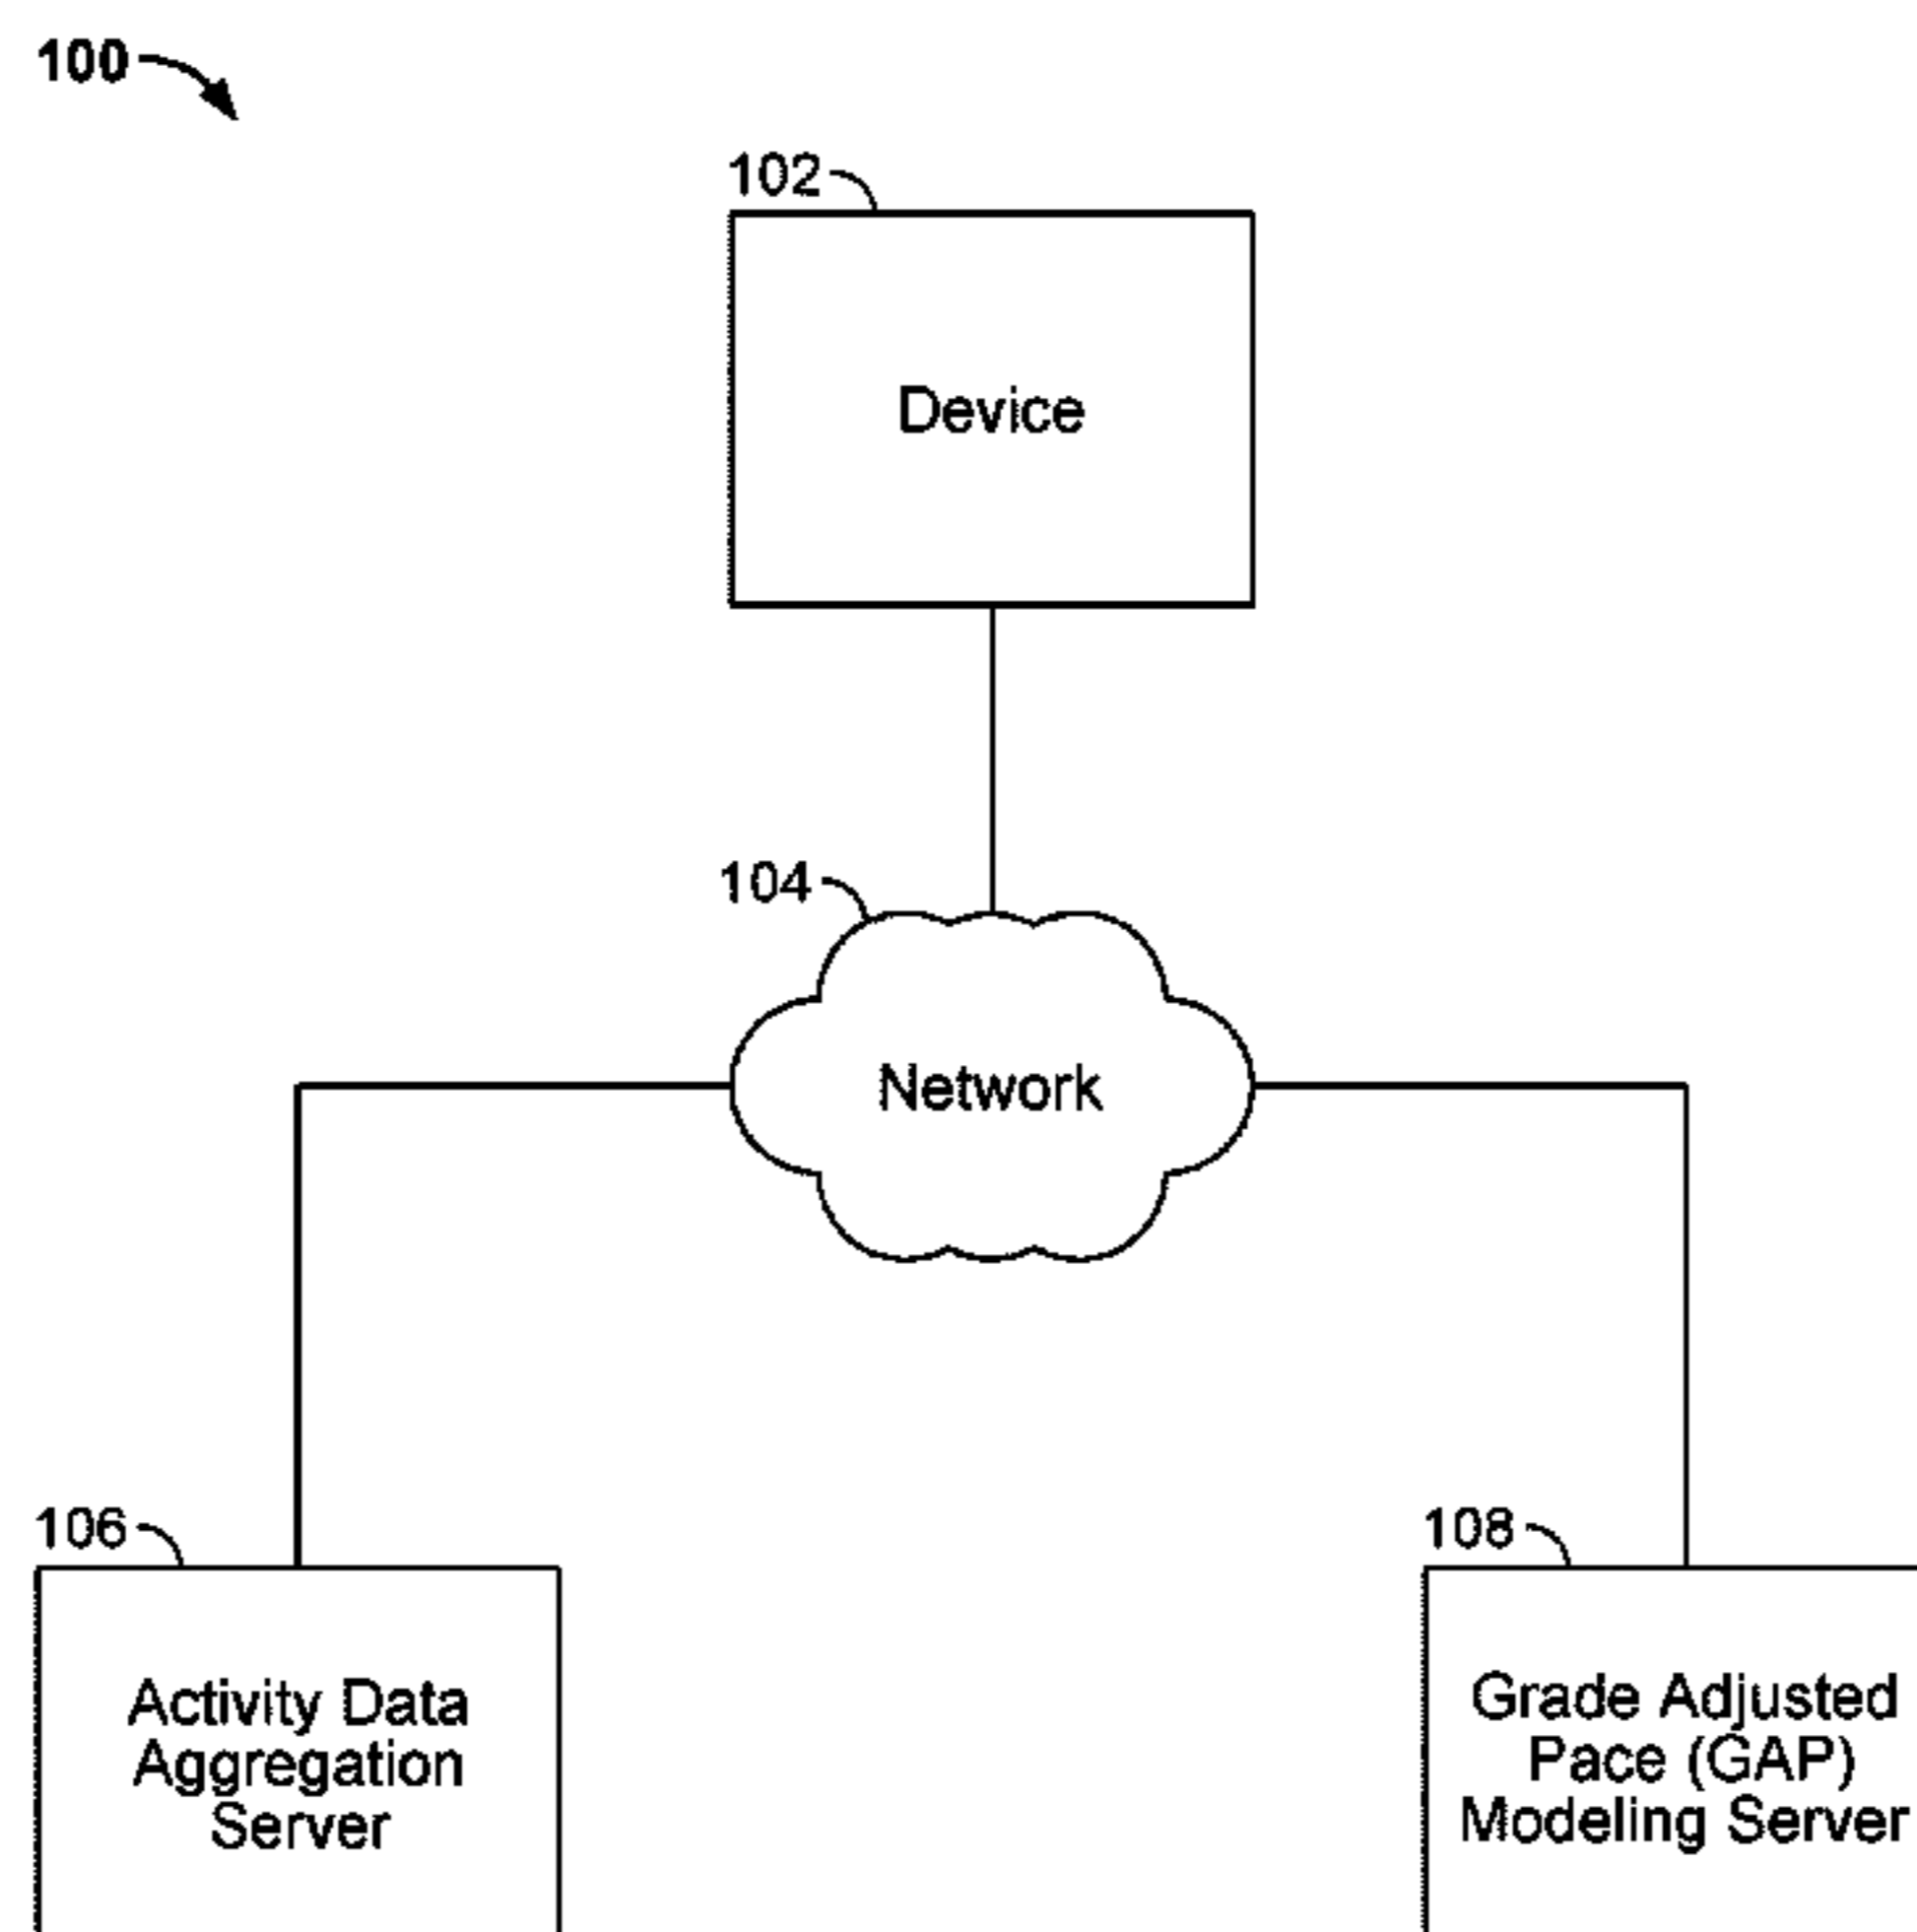 100
102
Device
104
Network
106
108
Activity Data
Aggregation
Server
Grade Adjusted
Pace (GAP)
Modeling Server